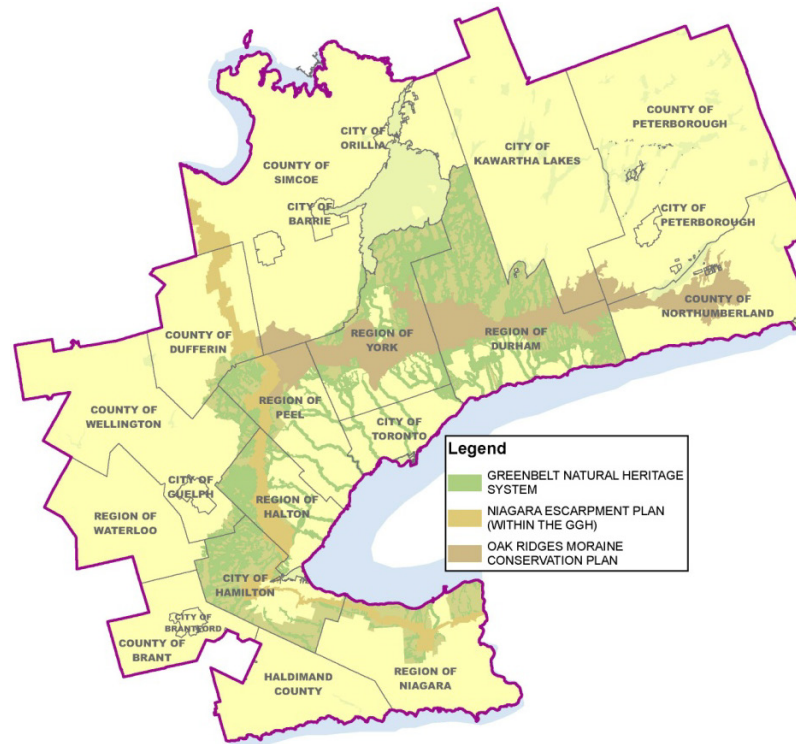 COUNTY OF
PETERBOROUGH
CITY OF
ORILLIA
CITY OF
KAWARTHA LAKES
COUNTY OF
SIMCOE
CITY OF
BARRIE
CITY OF
PETERBOROUGH
COUNTY OF
NORTHUMBERLAND
COUNTY OF
DUFFERIN
REGION OF
YORK
REGION OF
DURHAM
REGION OF
PEEL
COUNTY OF
WELLINGTON
CITY OF
TORONTO
CITY OF
GUELPH
REGION OF
HALTON
REGION OF
WATERLOO
CITY OF
HAMILTON
CITY OF
BRANTFORD
COUNTY OF
BRANT
HALDIMAND
COUNTY
REGION OF
NIAGARA
Legend
GREENBELT NATURAL HERITAGE
SYSTEM
NIAGARA ESCARPMENT PLAN
(WITHIN THE GGH)
OAK RIDGES MORAINE
CONSERVATION PLAN